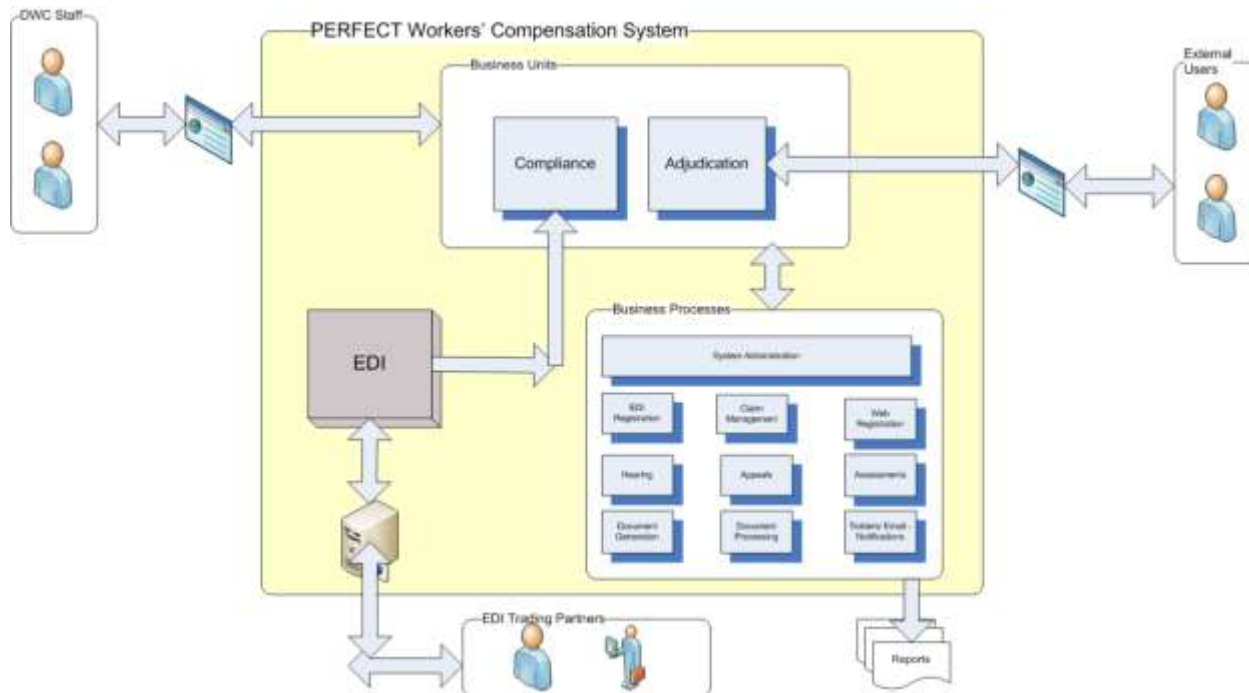 DWC Staff
PERFECT Workers' Compensation System
Business Units
External
Users
Compliance
Adjudication
Business Processes
EDI
System Administration
EDI
Registration
Claim
Management
Web
Registration
Hearing
Appeals
Assessments
Document
Generation
Document
Processing
Email -
Notifications
EDI Trading Partners
Reports